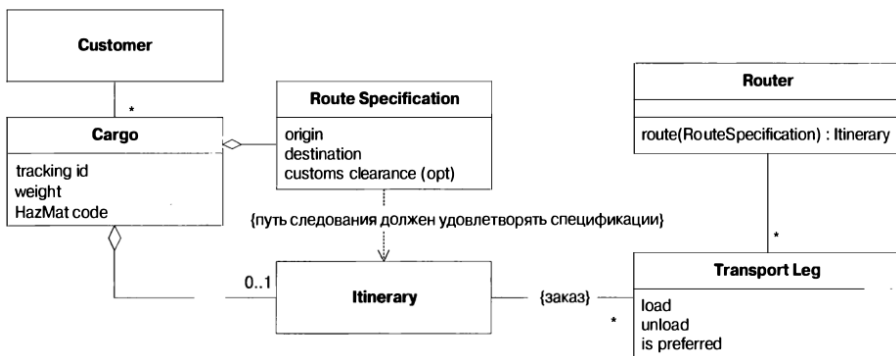 Customer
*
Cargo
tracking id
weight
HazMat code
Route Specification
origin
destination
customs clearance (opt)
Router
route(RouteSpecification) : Itinerary
{путь следования должен удовлетворять спецификации}
*
0..1
Itinerary
{заказ}
*
Transport Leg
load
unload
is preferred